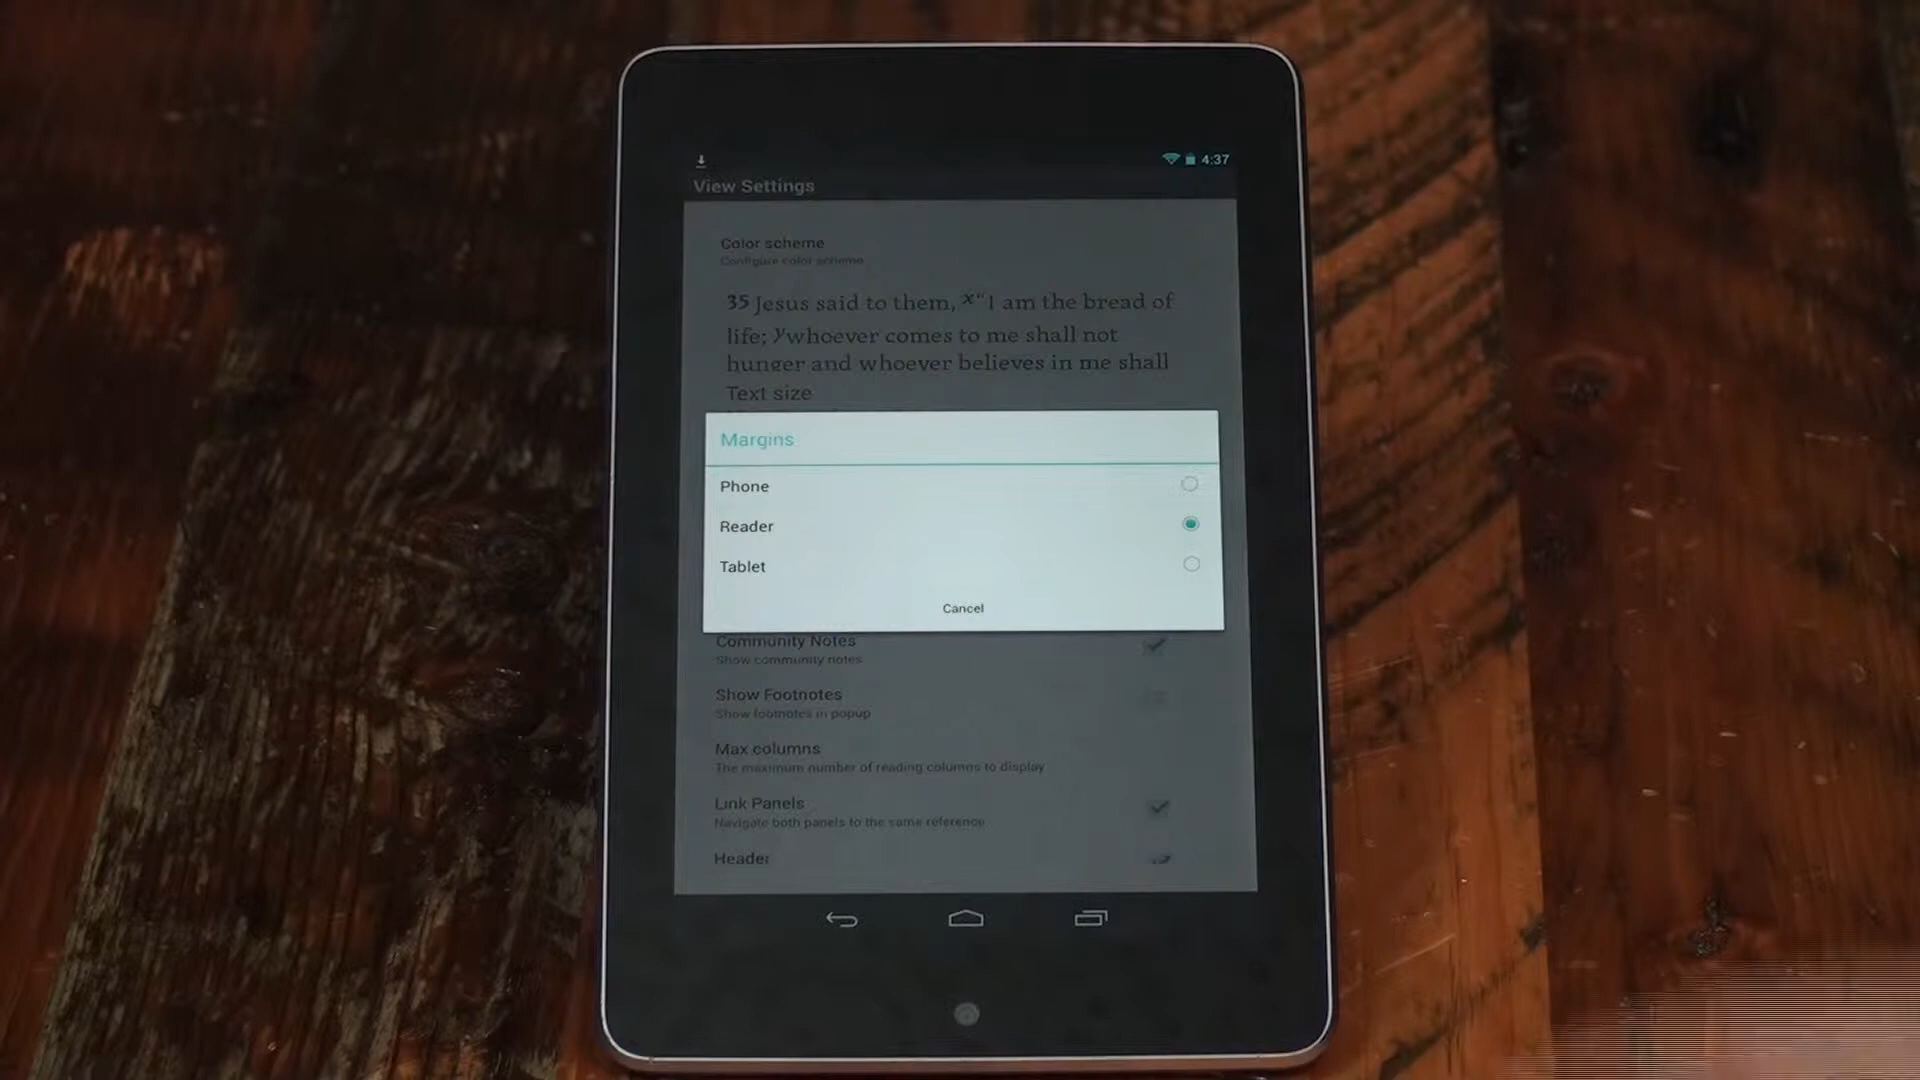 4:37
View Settings
Color scheme
Configure color scheme
35 Jesus said to them, x“I am the bread of
life; y whoever comes to me shall not
hunger and whoever believes in me shall
Text size
Margins
Phone
Reader
Tablet
Cancel
Community Notes
Show community notes
Show Footnotes
Show footnotes in popup
Max columns
The maximum number of reading columns to display
Link Panels
Navigate both panels to the same reference
Header